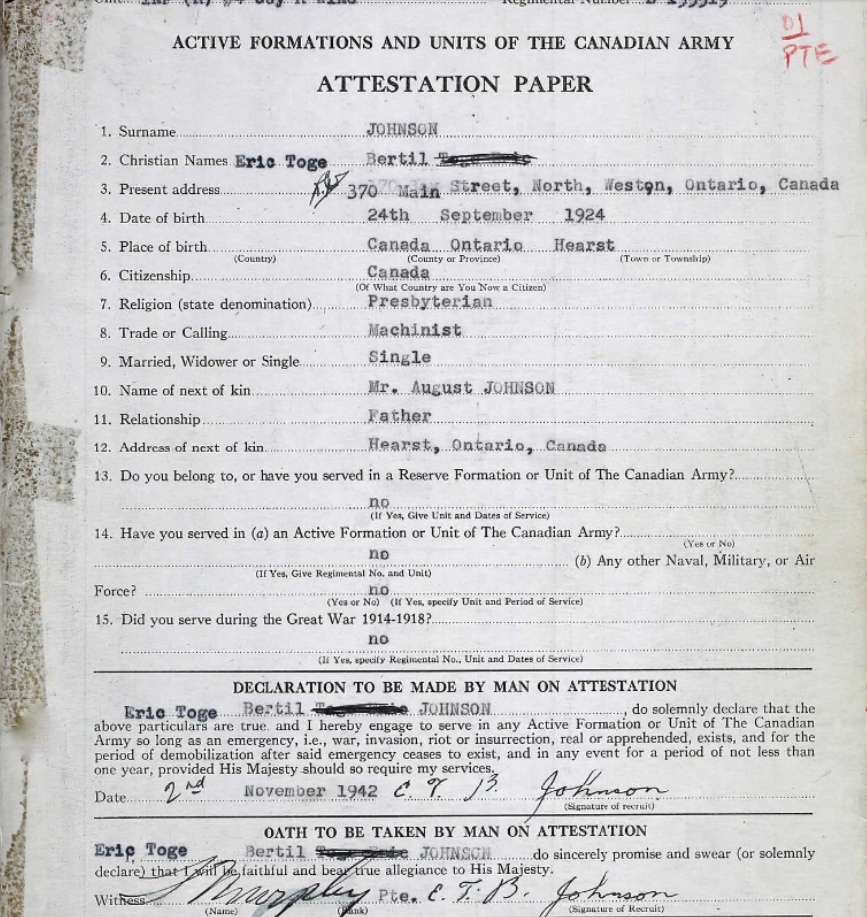 01
PTE
ACTIVE FORMATIONS AND UNITS OF THE CANADIAN ARMY
ATTESTATION PAPER
1. Surname JOHNSON
2. Christian Names Eric Toge Bertil Toge Eric
3. Present address 370 Main Street, North, Weston, Ontario, Canada
4. Date of birth 24th September 1924
5. Place of birth Canada Ontario Hearst
(Country) (County or Province) (Town or Township)
6. Citizenship Canada
(Of What Country are You Now a Citizen)
7. Religion (state denomination) Presbyterian
8. Trade or Calling Machinist
9. Married, Widower or Single Single
10. Name of next of kin Mr. August JOHNSON
11. Relationship Father
12. Address of next of kin Hearst, Ontario, Canada
13. Do you belong to, or have you served in a Reserve Formation or Unit of The Canadian Army?
no
(If Yes, Give Unit and Dates of Service)
14. Have you served in (a) an Active Formation or Unit of The Canadian Army?
(Yes or No)
no
(b) Any other Naval, Military, or Air
(If Yes, Give Regimental No. and Unit)
Force? no
(Yes or No) (If Yes, specify Unit and Period of Service)
15. Did you serve during the Great War 1914-1918?
no
(If Yes, specify Regimental No., Unit and Dates of Service)
DECLARATION TO BE MADE BY MAN ON ATTESTATION
Eric Toge Bertil Toge Eric JOHNSON, do solemnly declare that the
above particulars are true, and I hereby engage to serve in any Active Formation or Unit of The Canadian
Army so long as an emergency, i.e., war, invasion, riot or insurrection, real or apprehended, exists, and for the
period of demobilization after said emergency ceases to exist, and in any event for a period of not less than
one year, provided His Majesty should so require my services.
Date 2nd November 1942 E. T. B. Johnson
(Signature of recruit)
OATH TO BE TAKEN BY MAN ON ATTESTATION
Eric Toge Bertil Toge Eric JOHNSON do sincerely promise and swear (or solemnly
declare) that I will be faithful and bear true allegiance to His Majesty.
Witness Murphy Pte. E. T. B. Johnson
(Name) (Rank) (Signature of Recruit)